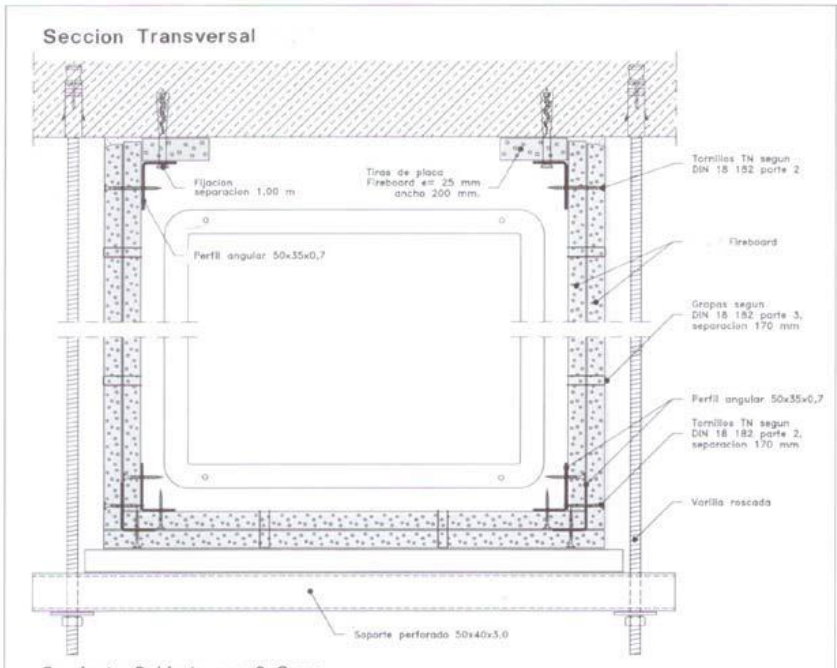 Seccion Transversal
Fijacion
separacion 1,00 m
Tiras de placa
Fireboard e= 25 mm
ancho 200 mm.
Tornillos TN segun
DIN 18 182 parte 2
Perfil angular 50x35x0,7
Fireboard
Grapas segun
DIN 18 182 parte 3,
separacion 170 mm
Perfil angular 50x35x0,7
Tornillos TN segun
DIN 18 182 parte 2,
separacion 170 mm
Varilla roscada
Soporte perforado 50x40x3,0